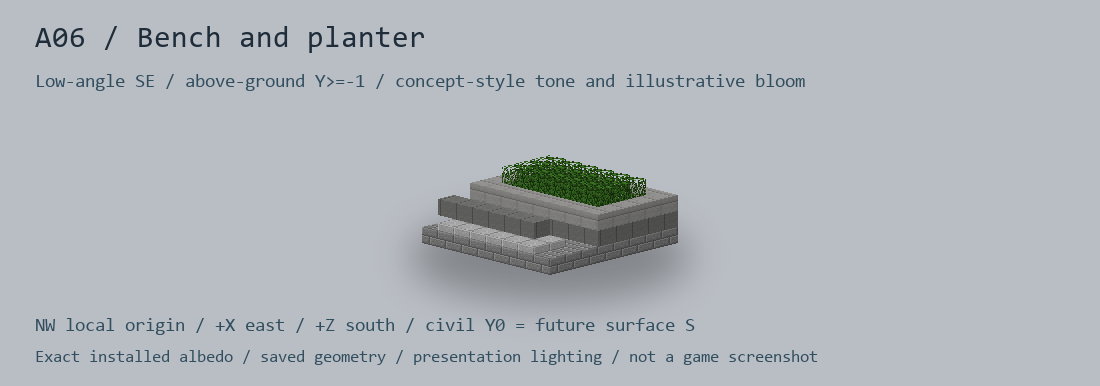 A06 / Bench and planter
Low-angle SE / above-ground Y>=-1 / concept-style tone and illustrative bloom
NW local origin / +X east / +Z south / civil Y0 = future surface S
Exact installed albedo / saved geometry / presentation lighting / not a game screenshot